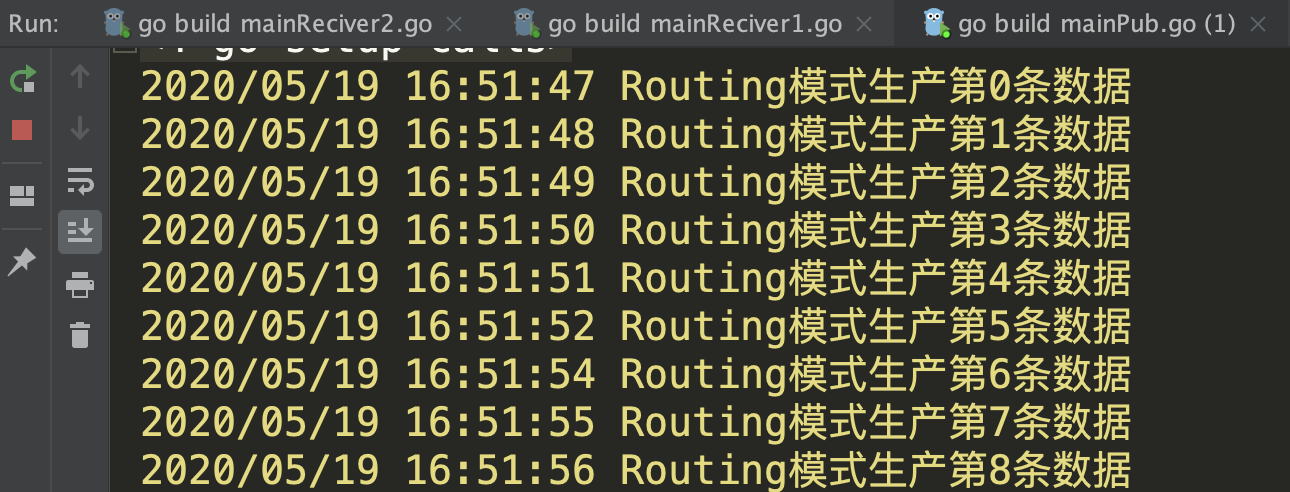 Run: go build mainReciver2.go go build mainReciver1.go go build mainPub.go (1)
go setup calls>
2020/05/19 16:51:47 Routing模式生产第0条数据
2020/05/19 16:51:48 Routing模式生产第1条数据
2020/05/19 16:51:49 Routing模式生产第2条数据
2020/05/19 16:51:50 Routing模式生产第3条数据
2020/05/19 16:51:51 Routing模式生产第4条数据
2020/05/19 16:51:52 Routing模式生产第5条数据
2020/05/19 16:51:54 Routing模式生产第6条数据
2020/05/19 16:51:55 Routing模式生产第7条数据
2020/05/19 16:51:56 Routing模式生产第8条数据